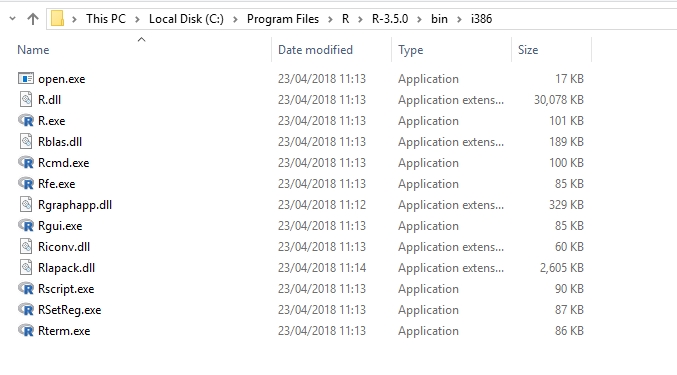 This PC > Local Disk (C:) > Program Files > R > R-3.5.0 > bin > i386
Name Date modified Type Size
open.exe 23/04/2018 11:13 Application 17 KB
R.dll 23/04/2018 11:13 Application extens... 30,078 KB
R.exe 23/04/2018 11:13 Application 101 KB
Rblas.dll 23/04/2018 11:13 Application extens... 189 KB
Rcmd.exe 23/04/2018 11:13 Application 100 KB
Rfe.exe 23/04/2018 11:13 Application 85 KB
Rgraphapp.dll 23/04/2018 11:12 Application extens... 329 KB
Rgui.exe 23/04/2018 11:13 Application 85 KB
Riconv.dll 23/04/2018 11:13 Application extens... 60 KB
Rlapack.dll 23/04/2018 11:14 Application extens... 2,605 KB
Rscript.exe 23/04/2018 11:13 Application 90 KB
RSetReg.exe 23/04/2018 11:13 Application 87 KB
Rterm.exe 23/04/2018 11:13 Application 86 KB